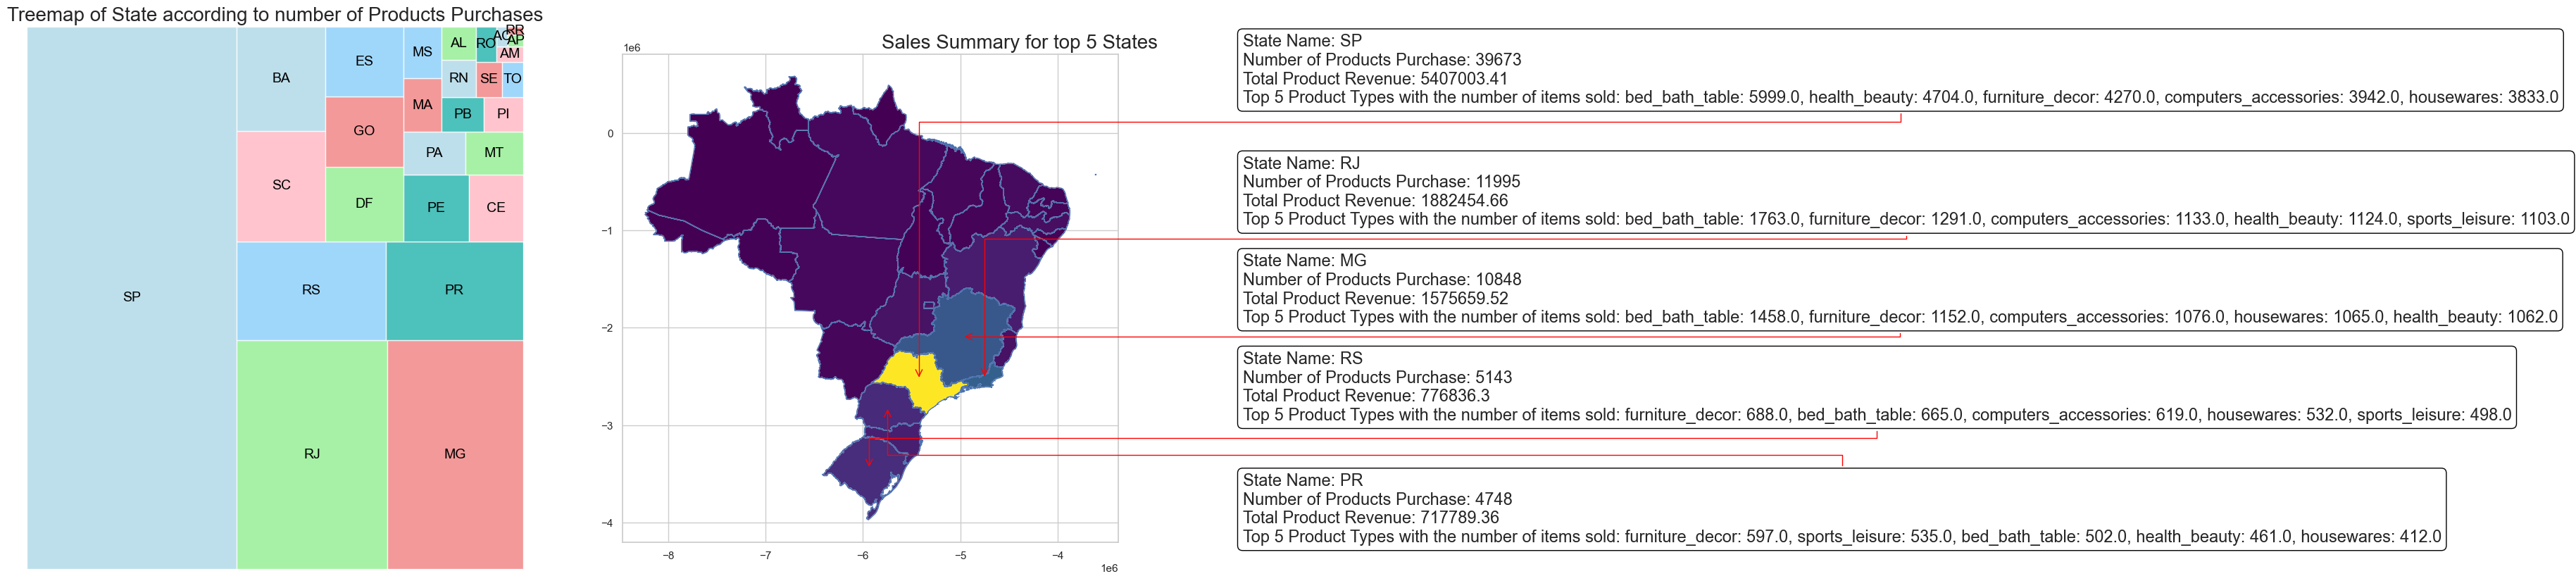 Treemap of State according to number of Products Purchases
SP
BA
SC
ES
GO
DF
MS
MA
AL
RN
PB
RO
SE
AC
RR
AP
AM
TO
PI
PA
MT
PE
CE
RS
PR
RJ
MG
Sales Summary for top 5 States
1e6
0
−1
−2
−3
−4
−8
−7
−6
−5
−4
1e6
State Name: SP
Number of Products Purchase: 39673
Total Product Revenue: 5407003.41
Top 5 Product Types with the number of items sold: bed_bath_table: 5999.0, health_beauty: 4704.0, furniture_decor: 4270.0, computers_accessories: 3942.0, housewares: 3833.0
State Name: RJ
Number of Products Purchase: 11995
Total Product Revenue: 1882454.66
Top 5 Product Types with the number of items sold: bed_bath_table: 1763.0, furniture_decor: 1291.0, computers_accessories: 1133.0, health_beauty: 1124.0, sports_leisure: 1103.0
State Name: MG
Number of Products Purchase: 10848
Total Product Revenue: 1575659.52
Top 5 Product Types with the number of items sold: bed_bath_table: 1458.0, furniture_decor: 1152.0, computers_accessories: 1076.0, housewares: 1065.0, health_beauty: 1062.0
State Name: RS
Number of Products Purchase: 5143
Total Product Revenue: 776836.3
Top 5 Product Types with the number of items sold: furniture_decor: 688.0, bed_bath_table: 665.0, computers_accessories: 619.0, housewares: 532.0, sports_leisure: 498.0
State Name: PR
Number of Products Purchase: 4748
Total Product Revenue: 717789.36
Top 5 Product Types with the number of items sold: furniture_decor: 597.0, sports_leisure: 535.0, bed_bath_table: 502.0, health_beauty: 461.0, housewares: 412.0